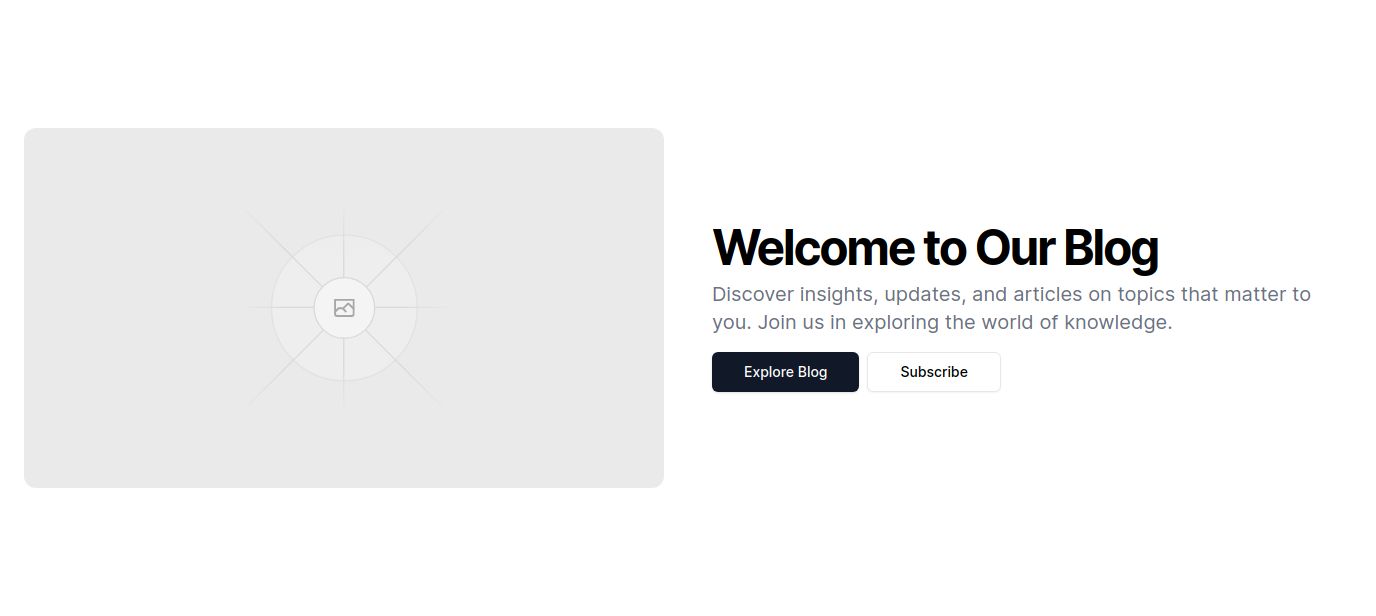 Welcome to Our Blog
Discover insights, updates, and articles on topics that matter to
you. Join us in exploring the world of knowledge.
Explore Blog
Subscribe